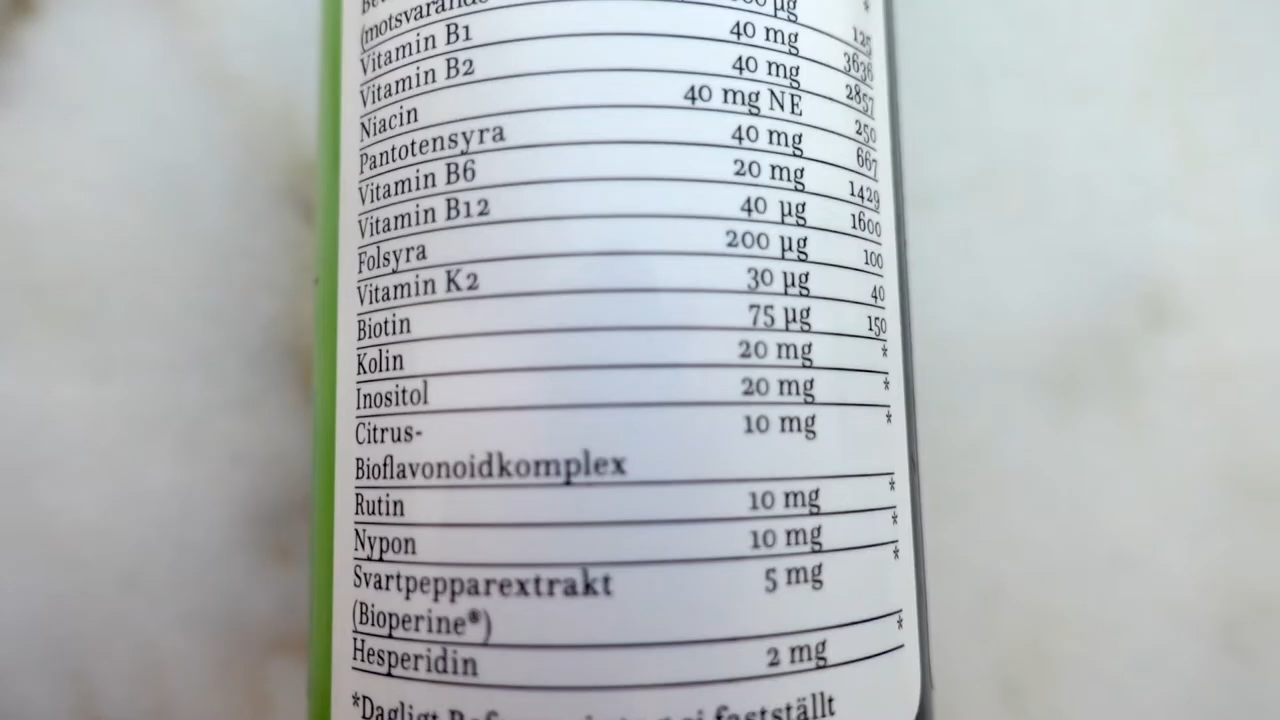 µg *
(motsvarande 125
Vitamin B1 40 mg 3636
Vitamin B2 40 mg 2857
Niacin 40 mg NE 250
Pantotensyra 40 mg 667
Vitamin B6 20 mg 1429
Vitamin B12 40 µg 1600
Folsyra 200 µg 100
Vitamin K2 30 µg 40
Biotin 75 µg 150
Kolin 20 mg *
Inositol 20 mg *
Citrus- 10 mg *
Bioflavonoidkomplex
Rutin 10 mg *
Nypon 10 mg *
Svartpepparextrakt 5 mg *
(Bioperine®)
Hesperidin 2 mg *
*Dagligt fastställt